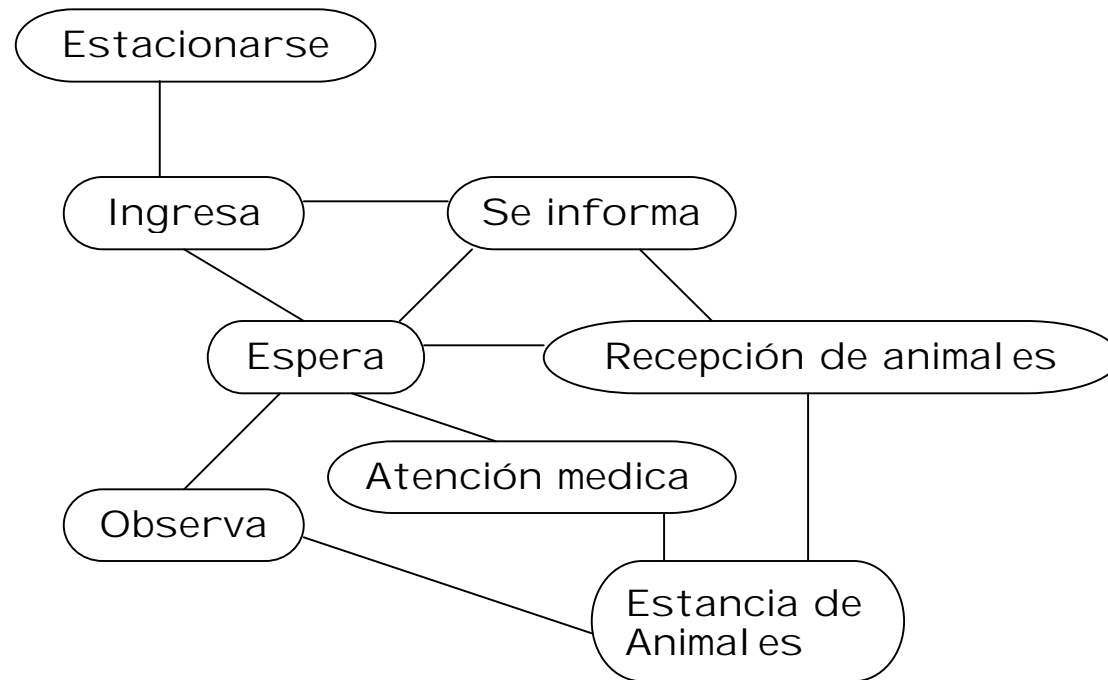 Estacionarse
Ingresa
Se informa
Espera
Recepción de animales
Atención medica
Observa
Estancia de
Animales